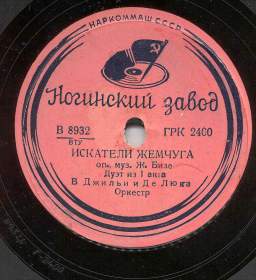 НАРКОММАШ СССР
Ногинский завод
В 8932 ГРК 2400
ВТУ
ИСКАТЕЛИ ЖЕМЧУГА
оп., муз. Ж. Бизе
Дуэт из I акта
В Джильи и Де Люка
Оркестр